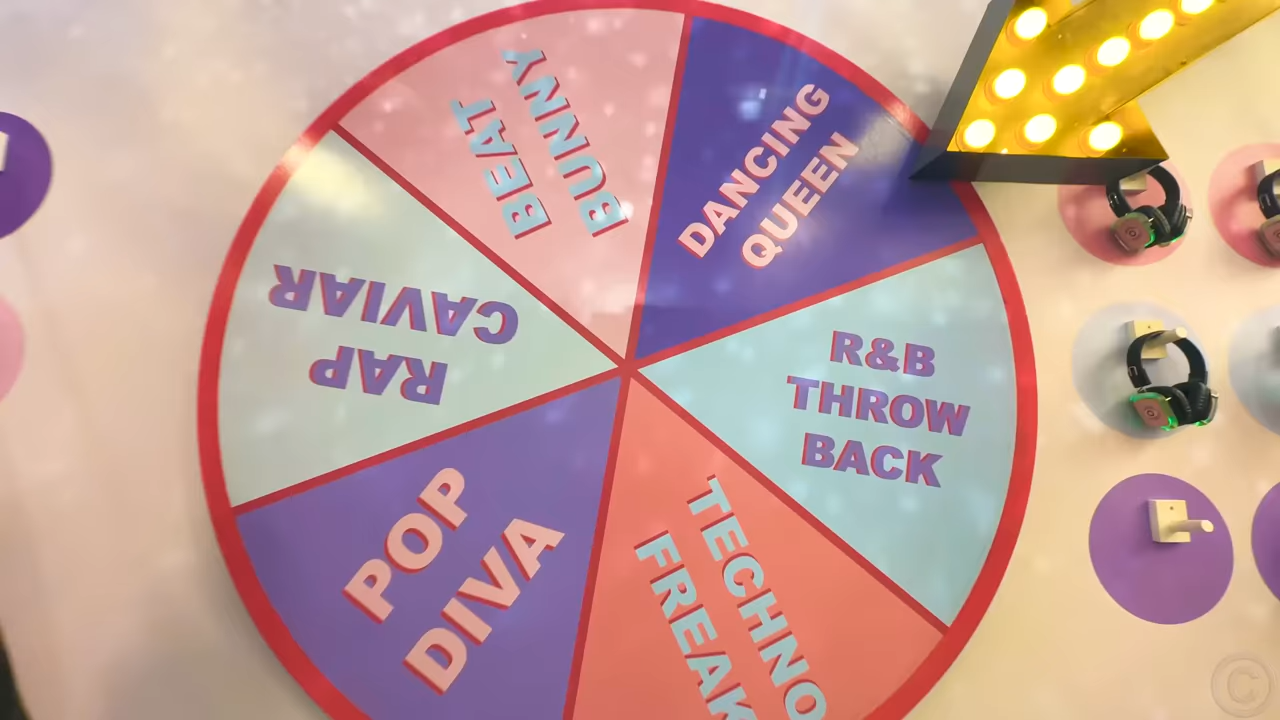 BEAT
BUNNY
DANCING
QUEEN
R&B
THROW
BACK
TECHNO
FREAK
POP
DIVA
RAP
CAVIAR